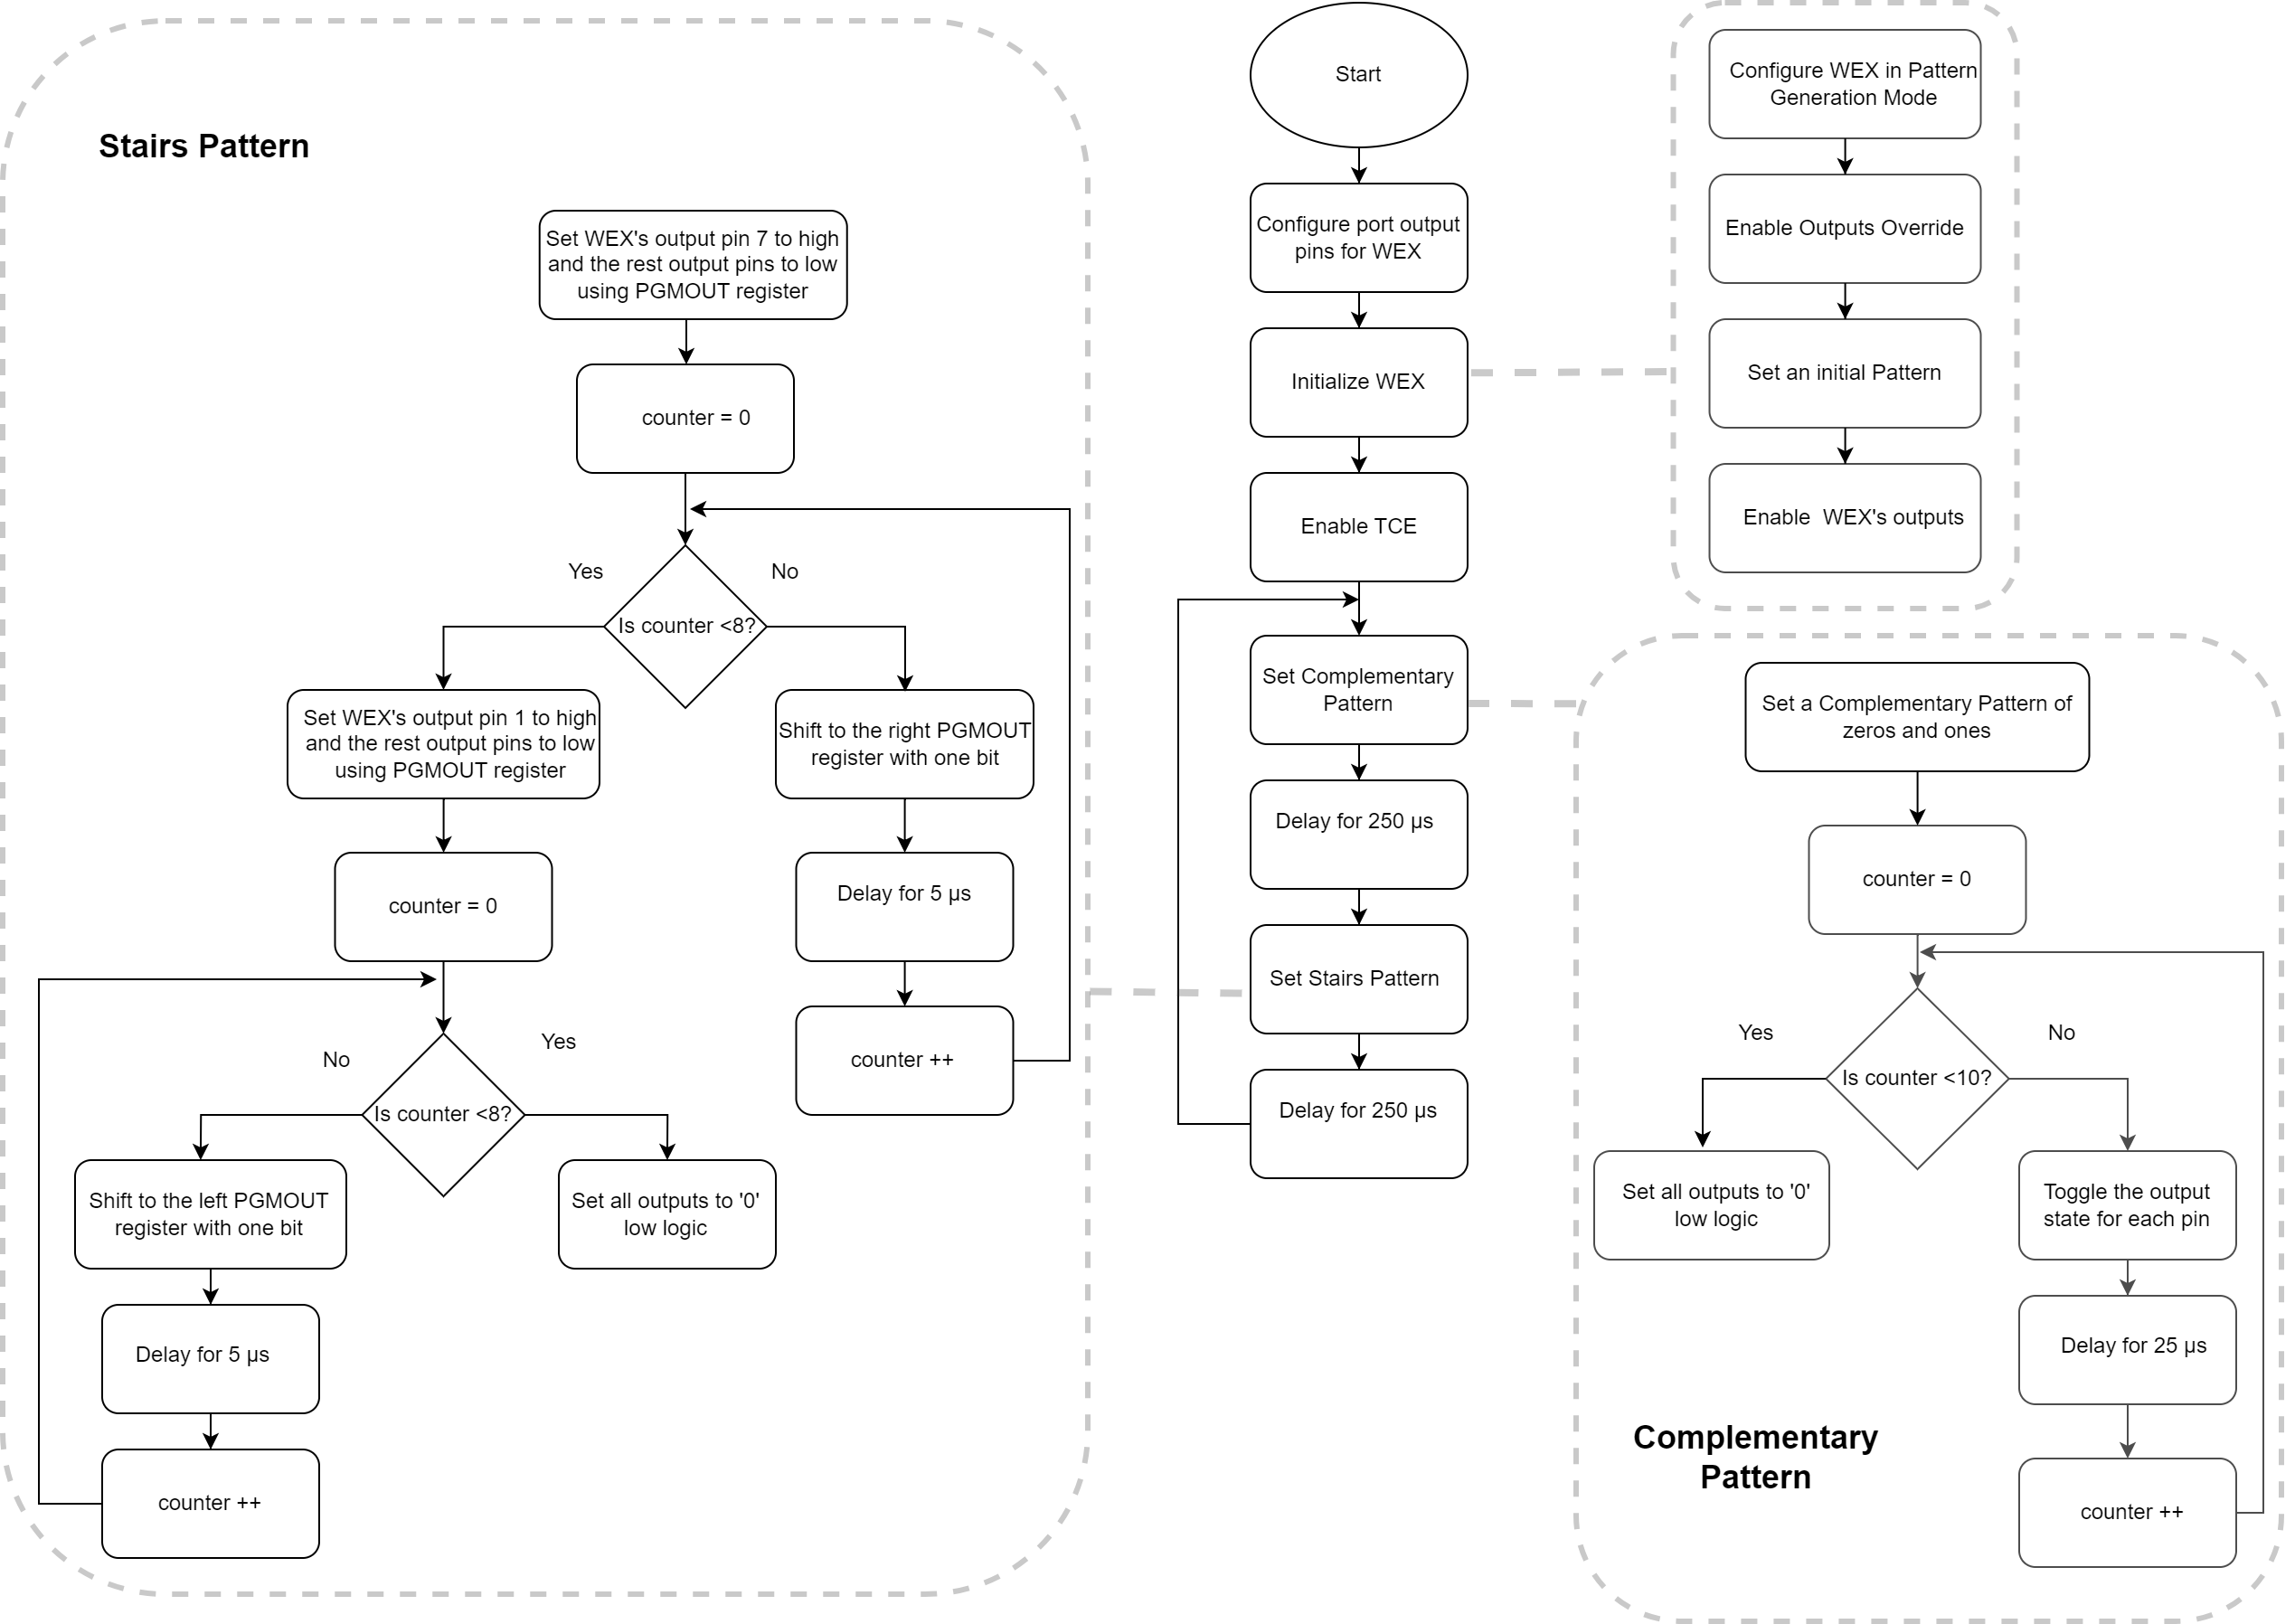 Stairs Pattern
Set WEX's output pin 7 to high
and the rest output pins to low
using PGMOUT register
counter = 0
Yes
No
Is counter <8?
Set WEX's output pin 1 to high
and the rest output pins to low
using PGMOUT register
Shift to the right PGMOUT
register with one bit
counter = 0
Delay for 5 µs
No
Yes
Is counter <8?
counter ++
Shift to the left PGMOUT
register with one bit
Set all outputs to '0'
low logic
Delay for 5 µs
counter ++
Start
Configure port output
pins for WEX
Initialize WEX
Enable TCE
Set Complementary
Pattern
Delay for 250 µs
Set Stairs Pattern
Delay for 250 µs
Configure WEX in Pattern
Generation Mode
Enable Outputs Override
Set an initial Pattern
Enable  WEX's outputs
Set a Complementary Pattern of
zeros and ones
counter = 0
Yes
No
Is counter <10?
Set all outputs to '0'
low logic
Toggle the output
state for each pin
Delay for 25 µs
counter ++
Complementary
Pattern